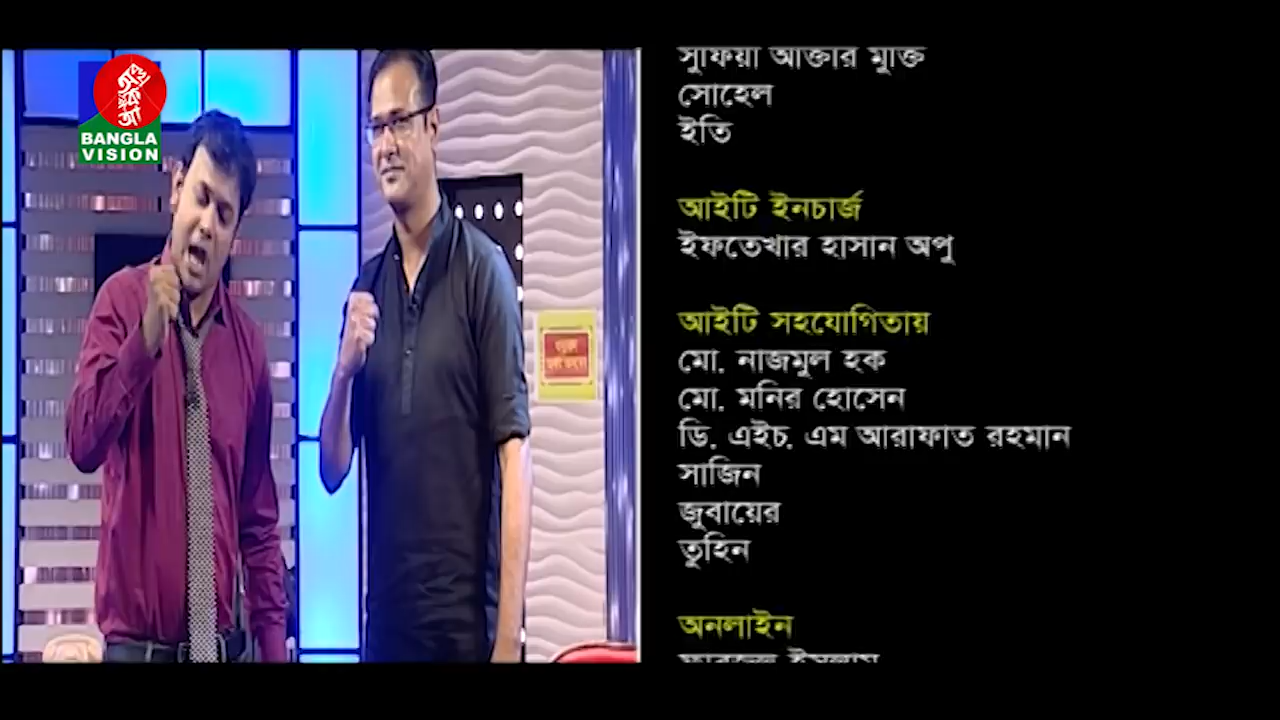 BANGLA
VISION
সুফিয়া আক্তার মুক্তি
সোহেল
ইতি
আইটি ইনচার্জ
ইফতেখার হাসান অপু
আইটি সহযোগিতায়
মো. নাজমুল হক
মো. মনির হোসেন
ডি. এইচ. এম আরাফাত রহমান
সাজিন
জুবায়ের
তুহিন
অনলাইন